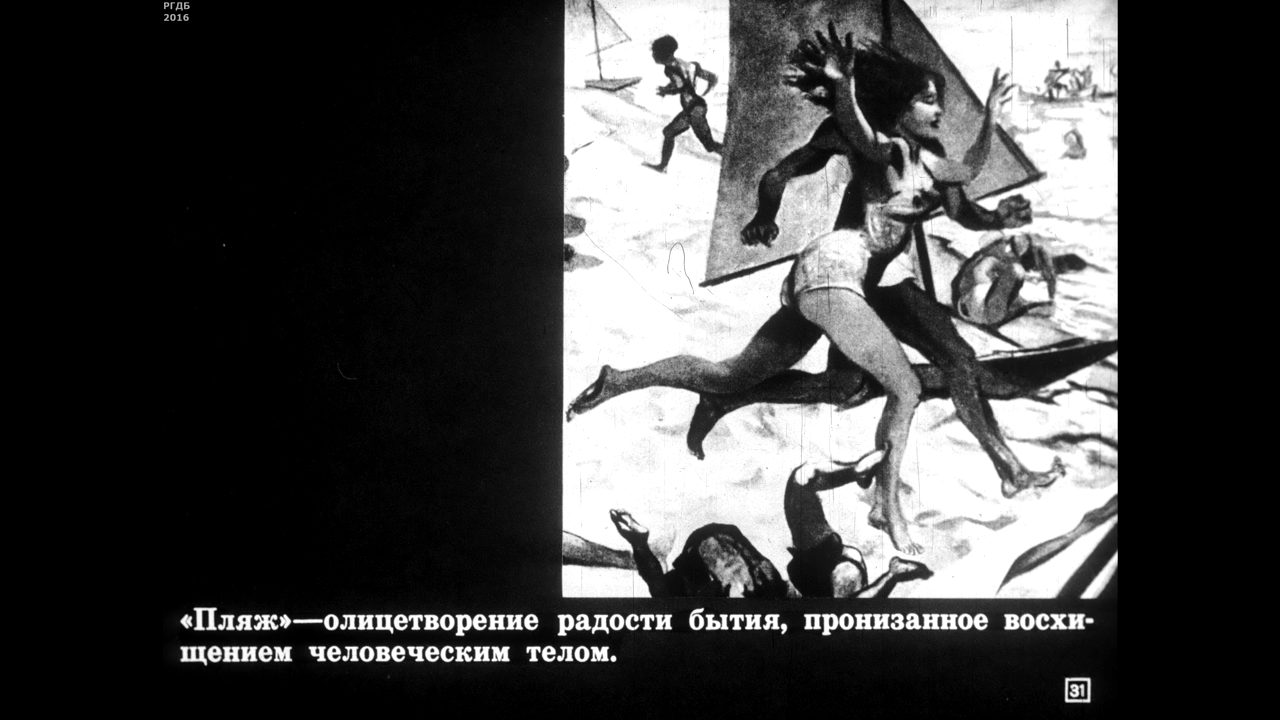 РГДБ
2016
«Пляж»—олицетворение радости бытия, пронизанное восхи-
щением человеческим телом.
31